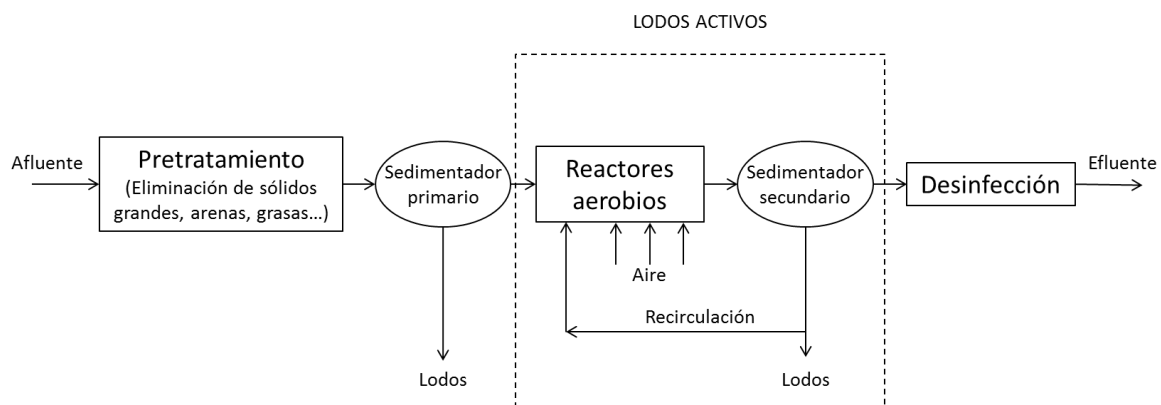 LODOS ACTIVOS
Afluente
Pretratamiento
(Eliminación de sólidos
grandes, arenas, grasas...)
Sedimentador
primario
Reactores
aerobios
Sedimentador
secundario
Desinfección
Efluente
Aire
Recirculación
Lodos
Lodos